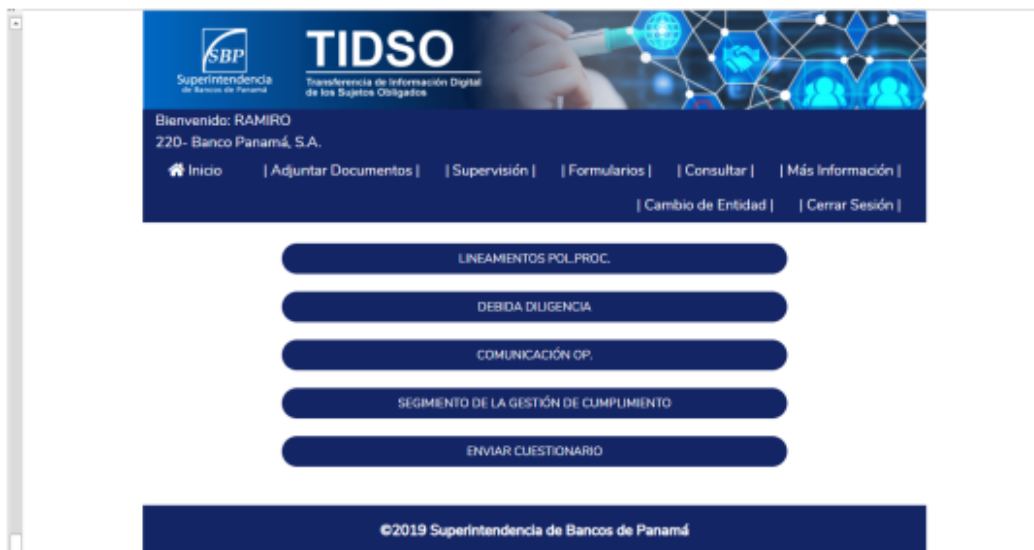 SBP
Superintendencia
de Bancos de Panamá
TIDSO
Transferencia de Información Digital
de los Sujetos Obligados
Bienvenido: RAMIRO
220- Banco Panamá, S.A.
Inicio | Adjuntar Documentos | | Supervisión | | Formularios | | Consultar | | Más Información |
| Cambio de Entidad | | Cerrar Sesión |
LINEAMIENTOS POL.PROC.
DEBIDA DILIGENCIA
COMUNICACIÓN OP.
SEGIMIENTO DE LA GESTIÓN DE CUMPLIMIENTO
ENVIAR CUESTIONARIO
©2019 Superintendencia de Bancos de Panamá